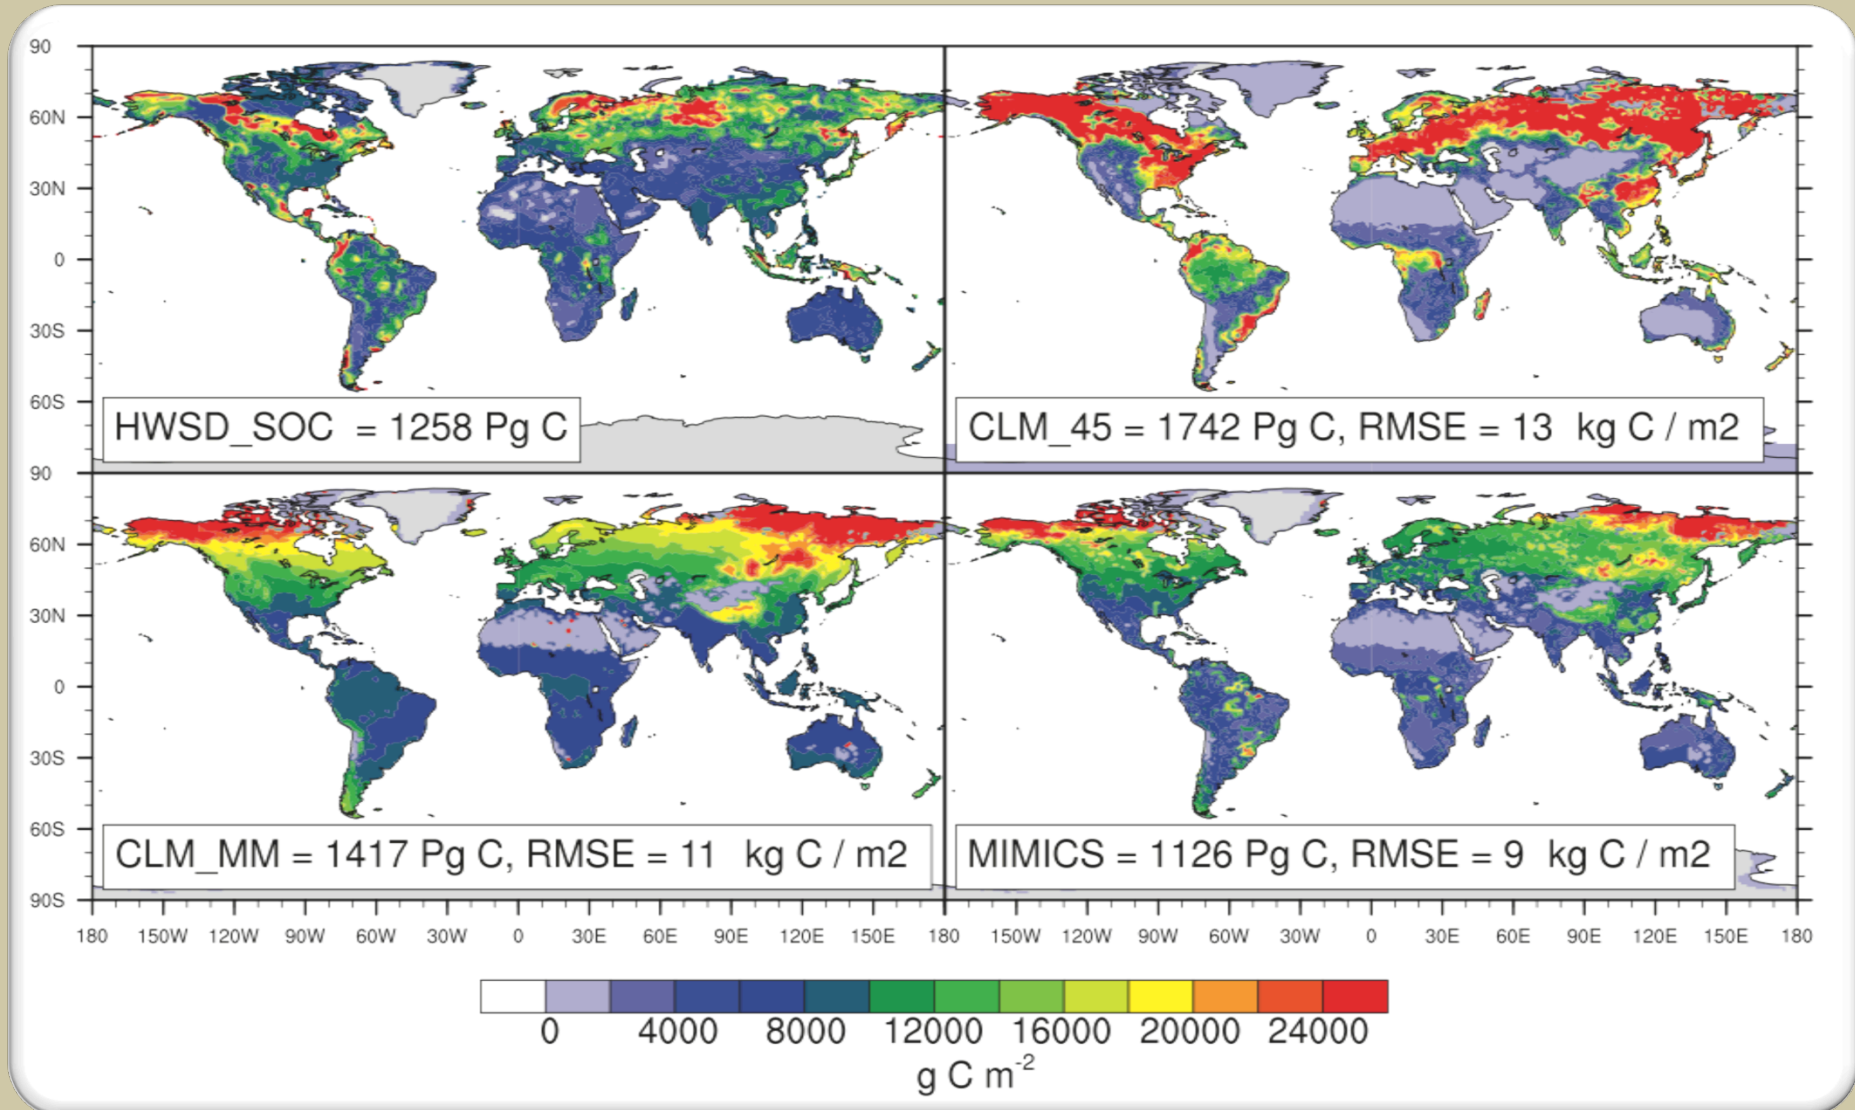 90
60N
30N
0
30S
60S
HWSD_SOC = 1258 Pg C
CLM_45 = 1742 Pg C, RMSE = 13 kg C / m2
90
60N
30N
0
30S
60S
90S
CLM_MM = 1417 Pg C, RMSE = 11 kg C / m2
MIMICS = 1126 Pg C, RMSE = 9 kg C / m2
180 150W 120W 90W 60W 30W 0 30E 60E 90E 120E 150E 180 150W 120W 90W 60W 30W 0 30E 60E 90E 120E 150E 180
0 4000 8000 12000 16000 20000 24000
g C m-2